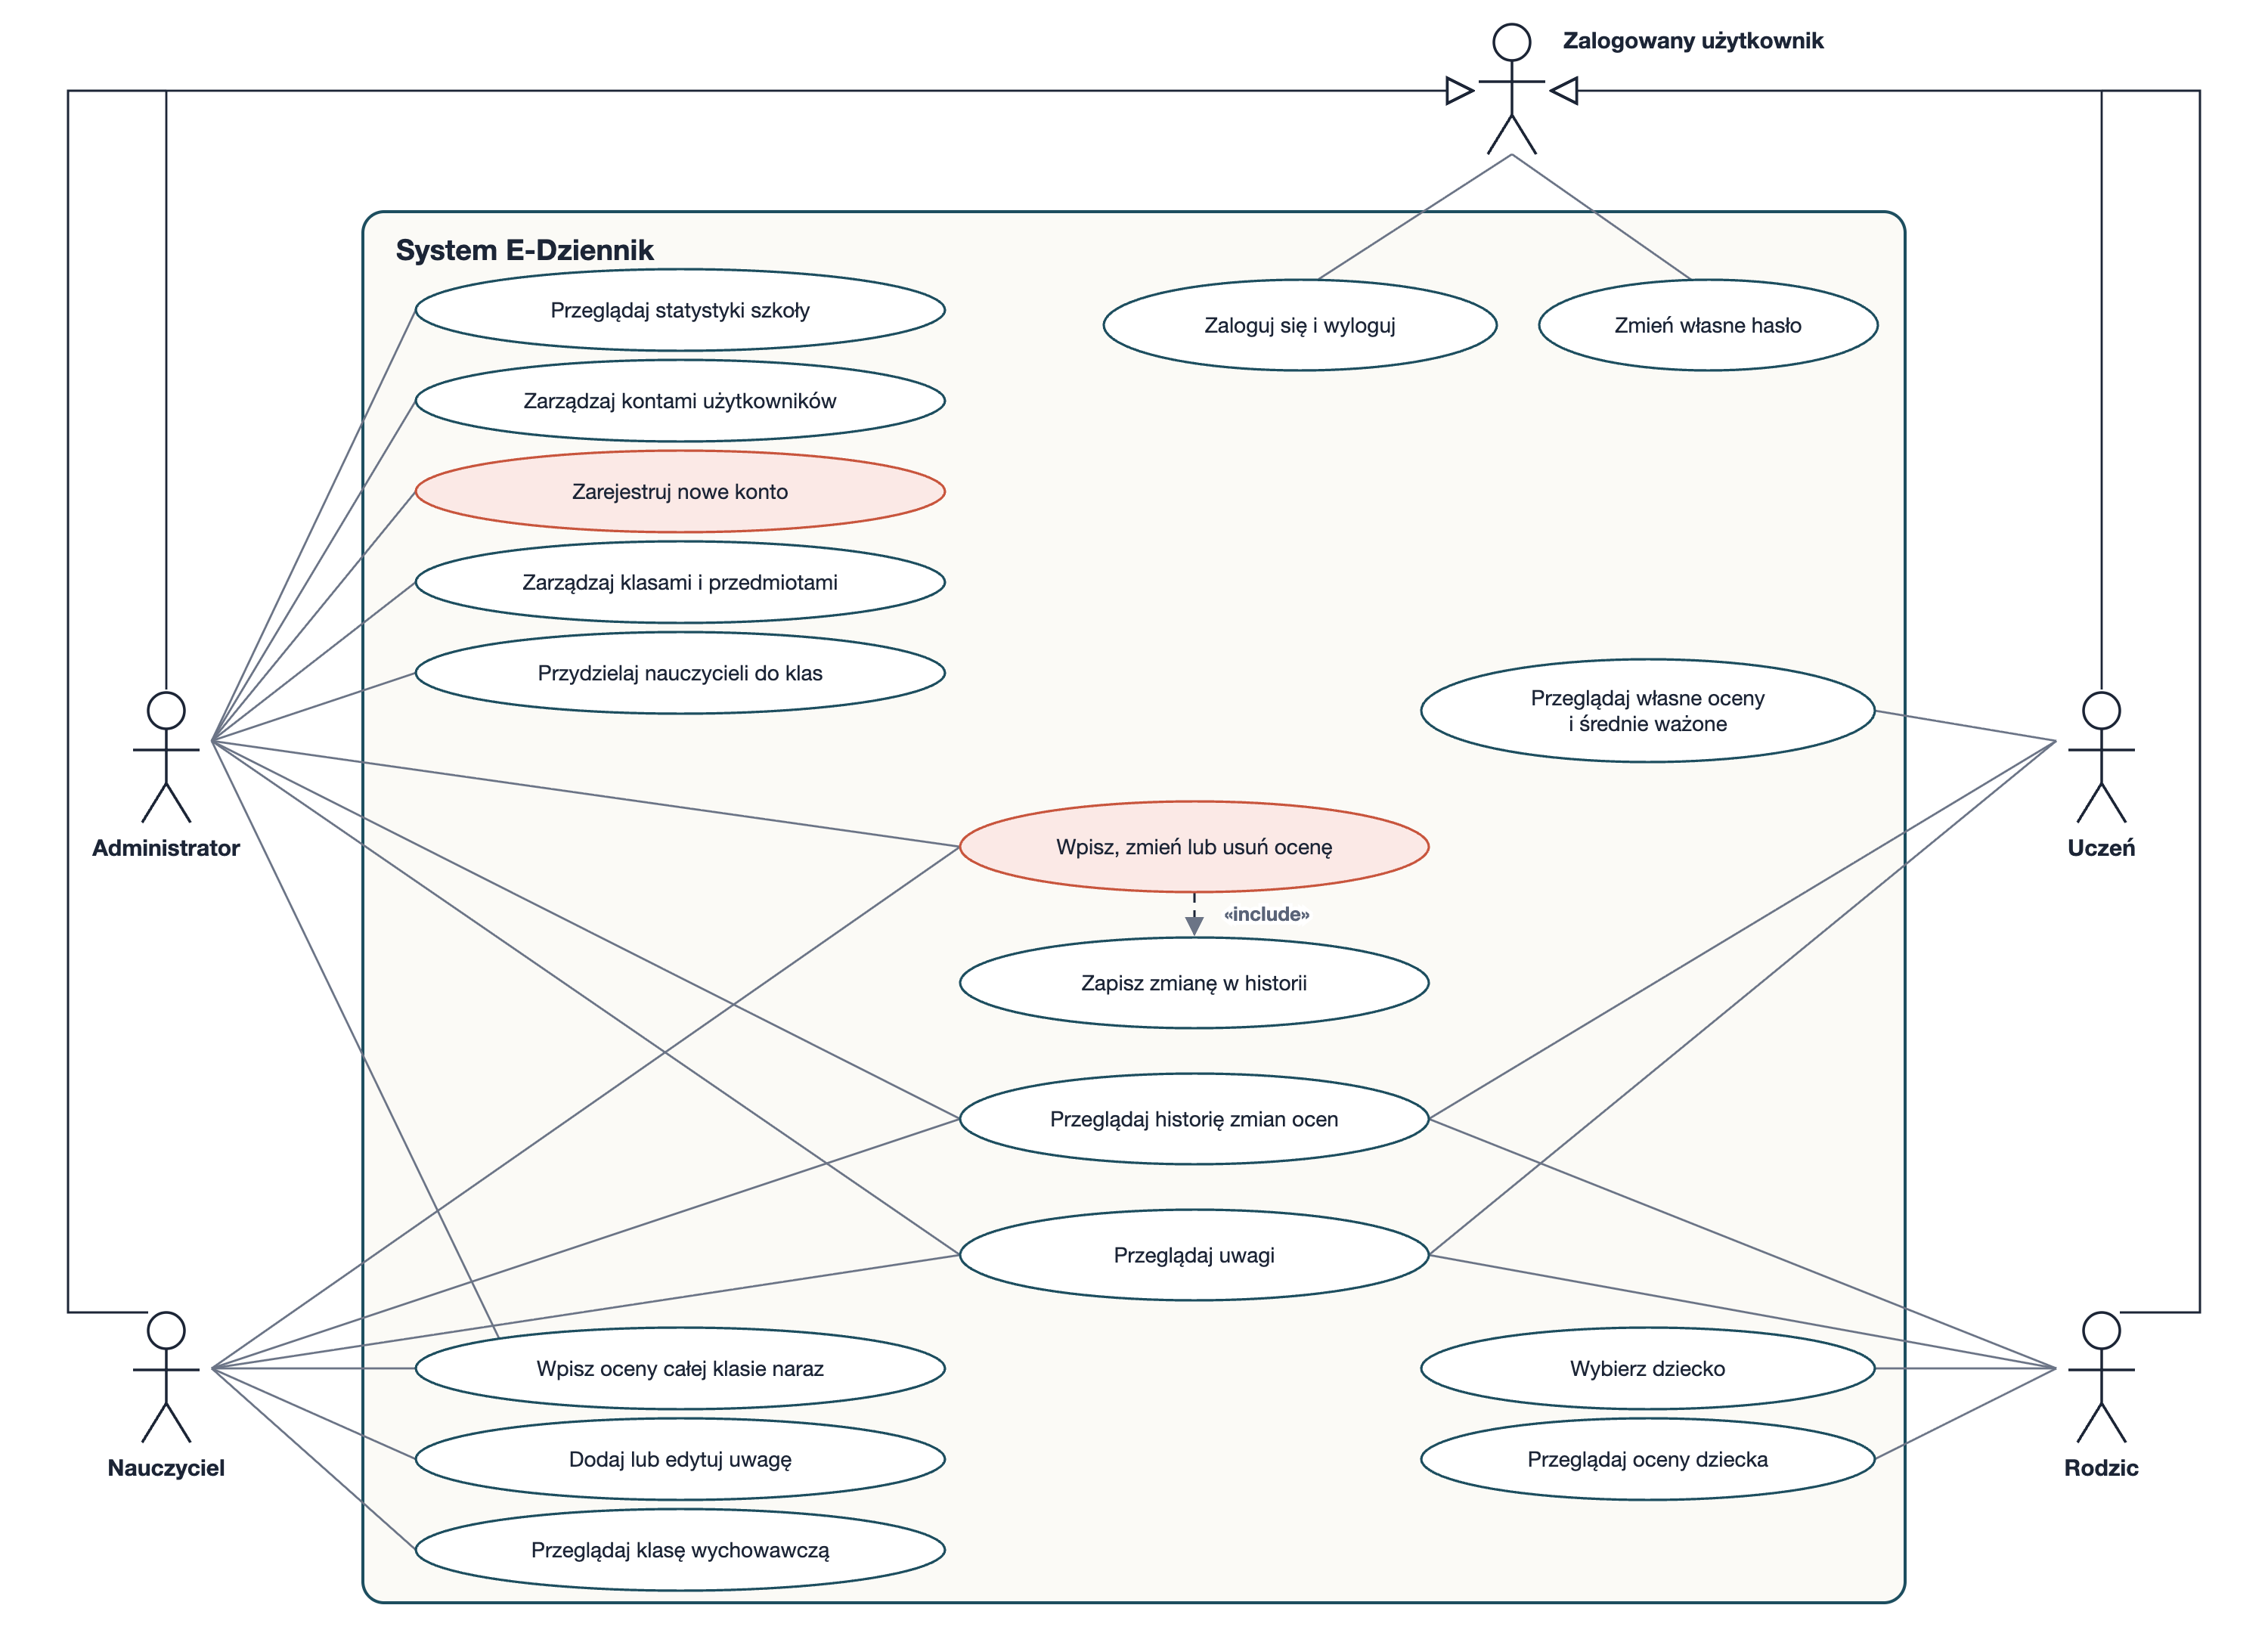 Zalogowany użytkownik
System E-Dziennik
Przeglądaj statystyki szkoły
Zaloguj się i wyloguj
Zmień własne hasło
Zarządzaj kontami użytkowników
Zarejestruj nowe konto
Zarządzaj klasami i przedmiotami
Przydzielaj nauczycieli do klas
Przeglądaj własne oceny
i średnie ważone
Administrator
Wpisz, zmień lub usuń ocenę
Uczeń
«include»
Zapisz zmianę w historii
Przeglądaj historię zmian ocen
Przeglądaj uwagi
Wpisz oceny całej klasie naraz
Wybierz dziecko
Nauczyciel
Dodaj lub edytuj uwagę
Przeglądaj oceny dziecka
Rodzic
Przeglądaj klasę wychowawczą